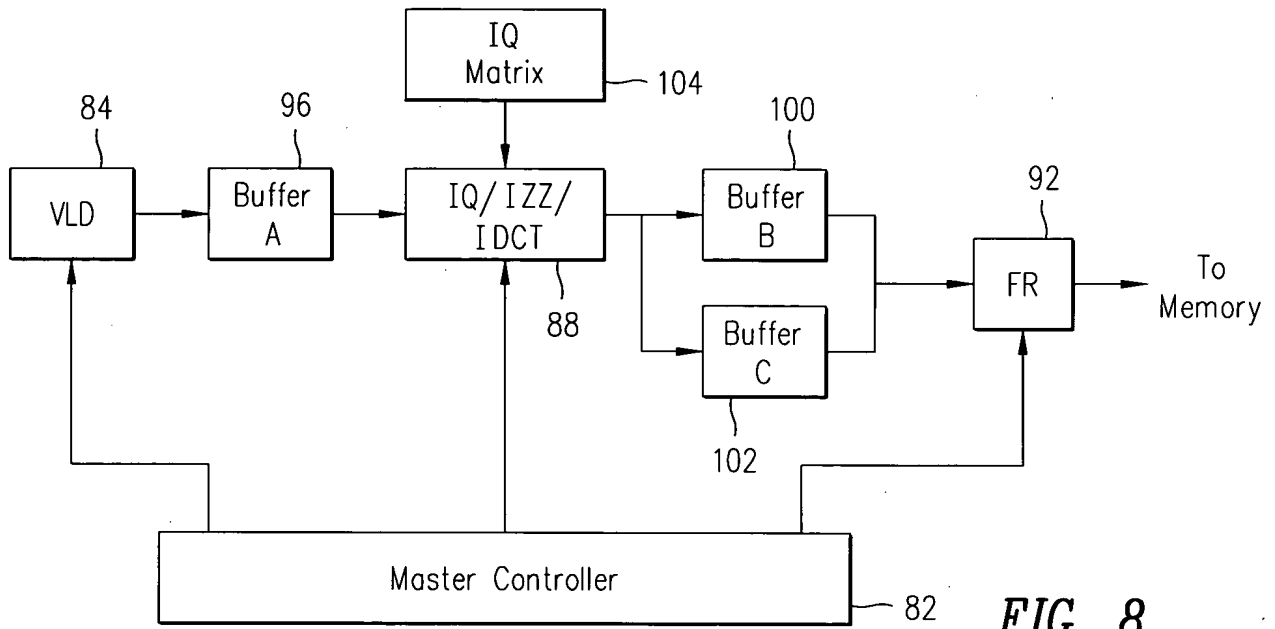 IQ
Matrix
104
84
96
100
92
VLD
Buffer
A
IQ/IZZ/
IDCT
88
Buffer
B
Buffer
C
102
FR
To
Memory
Master Controller
82
FIG. 8